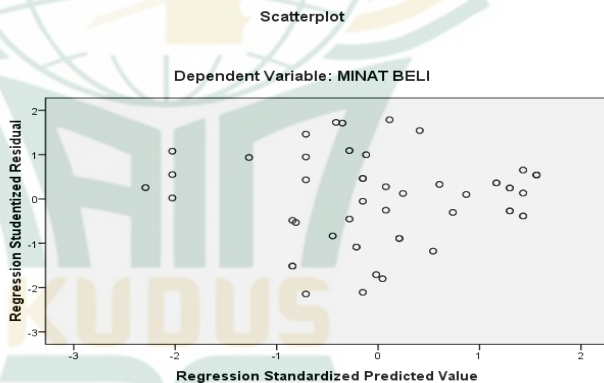 Scatterplot
Dependent Variable: MINAT BELI
Regression Studentized Residual
2
1
0
-1
-2
-3
-3
-2
-1
0
1
2
Regression Standardized Predicted Value
KUDUS